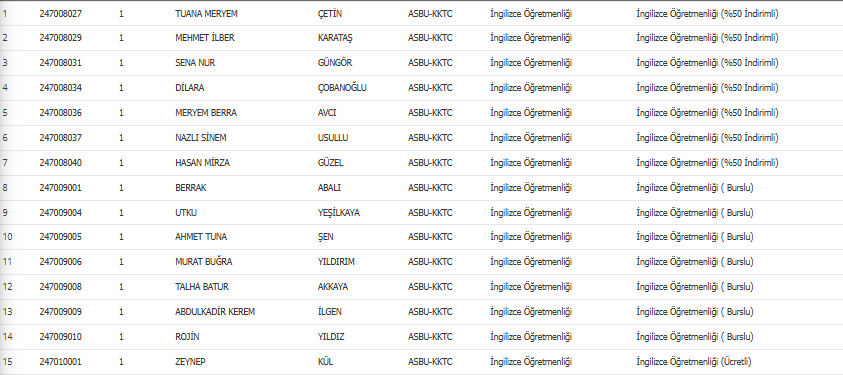 1 247008027 1 TUANA MERYEM ÇETİN ASBU-KKTC İngilizce Öğretmenliği İngilizce Öğretmenliği (%50 İndirimli)
2 247008029 1 MEHMET İLBER KARATAŞ ASBU-KKTC İngilizce Öğretmenliği İngilizce Öğretmenliği (%50 İndirimli)
3 247008031 1 SENA NUR GÜNGÖR ASBU-KKTC İngilizce Öğretmenliği İngilizce Öğretmenliği (%50 İndirimli)
4 247008034 1 DİLARA ÇOBANOĞLU ASBU-KKTC İngilizce Öğretmenliği İngilizce Öğretmenliği (%50 İndirimli)
5 247008036 1 MERYEM BERRA AVCI ASBU-KKTC İngilizce Öğretmenliği İngilizce Öğretmenliği (%50 İndirimli)
6 247008037 1 NAZLI SİNEM USULLU ASBU-KKTC İngilizce Öğretmenliği İngilizce Öğretmenliği (%50 İndirimli)
7 247008040 1 HASAN MİRZA GÜZEL ASBU-KKTC İngilizce Öğretmenliği İngilizce Öğretmenliği (%50 İndirimli)
8 247009001 1 BERRAK ABALI ASBU-KKTC İngilizce Öğretmenliği İngilizce Öğretmenliği ( Burslu)
9 247009004 1 UTKU YEŞİLKAYA ASBU-KKTC İngilizce Öğretmenliği İngilizce Öğretmenliği ( Burslu)
10 247009005 1 AHMET TUNA ŞEN ASBU-KKTC İngilizce Öğretmenliği İngilizce Öğretmenliği ( Burslu)
11 247009006 1 MURAT BUĞRA YILDIRIM ASBU-KKTC İngilizce Öğretmenliği İngilizce Öğretmenliği ( Burslu)
12 247009008 1 TALHA BATUR AKKAYA ASBU-KKTC İngilizce Öğretmenliği İngilizce Öğretmenliği ( Burslu)
13 247009009 1 ABDULKADİR KEREM İLGEN ASBU-KKTC İngilizce Öğretmenliği İngilizce Öğretmenliği ( Burslu)
14 247009010 1 ROJİN YILDIZ ASBU-KKTC İngilizce Öğretmenliği İngilizce Öğretmenliği ( Burslu)
15 247010001 1 ZEYNEP KÜL ASBU-KKTC İngilizce Öğretmenliği İngilizce Öğretmenliği (Ücretli)